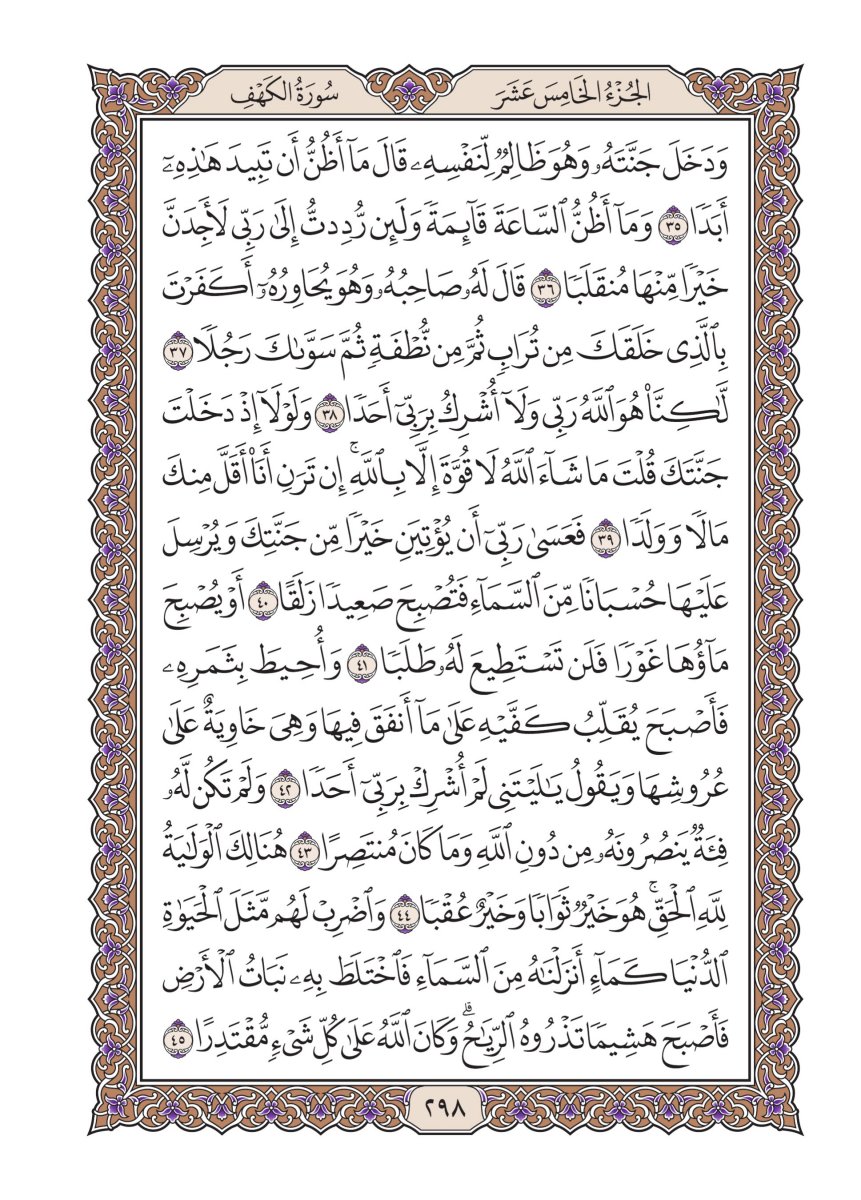 الجُزْءُ الخَامِسَ عَشَرَ
سُورَةُ الكَهْفِ
وَدَخَلَ جَنَّتَهُۥ وَهُوَ ظَالِمٌ لِّنَفْسِهِۦ قَالَ مَآ أَظُنُّ أَن تَبِيدَ هَٰذِهِۦٓ
أَبَدًا ٣٥ وَمَآ أَظُنُّ ٱلسَّاعَةَ قَآئِمَةً وَلَئِن رُّدِدتُّ إِلَىٰ رَبِّى لَأَجِدَنَّ
خَيْرًا مِّنْهَا مُنقَلَبًا ٣٦ قَالَ لَهُۥ صَاحِبُهُۥ وَهُوَ يُحَاوِرُهُۥٓ أَكَفَرْتَ
بِٱلَّذِى خَلَقَكَ مِن تُرَابٍ ثُمَّ مِن نُّطْفَةٍ ثُمَّ سَوَّىٰكَ رَجُلًا ٣٧
لَّٰكِنَّا۠ هُوَ ٱللَّهُ رَبِّى وَلَآ أُشْرِكُ بِرَبِّىٓ أَحَدًا ٣٨ وَلَوْلَآ إِذْ دَخَلْتَ
جَنَّتَكَ قُلْتَ مَا شَآءَ ٱللَّهُ لَا قُوَّةَ إِلَّا بِٱللَّهِۚ إِن تَرَنِ أَنَا۠ أَقَلَّ مِنكَ
مَالًا وَوَلَدًا ٣٩ فَعَسَىٰ رَبِّىٓ أَن يُؤْتِيَنِ خَيْرًا مِّن جَنَّتِكَ وَيُرْسِلَ
عَلَيْهَا حُسْبَانًا مِّنَ ٱلسَّمَآءِ فَتُصْبِحَ صَعِيدًا زَلَقًا ٤٠ أَوْ يُصْبِحَ
مَآؤُهَا غَوْرًا فَلَن تَسْتَطِيعَ لَهُۥ طَلَبًا ٤١ وَأُحِيطَ بِثَمَرِهِۦ
فَأَصْبَحَ يُقَلِّبُ كَفَّيْهِ عَلَىٰ مَآ أَنفَقَ فِيهَا وَهِىَ خَاوِيَةٌ عَلَىٰ
عُرُوشِهَا وَيَقُولُ يَٰلَيْتَنِى لَمْ أُشْرِكْ بِرَبِّىٓ أَحَدًا ٤٢ وَلَمْ تَكُن لَّهُۥ
فِئَةٌ يَنصُرُونَهُۥ مِن دُونِ ٱللَّهِ وَمَا كَانَ مُنتَصِرًا ٤٣ هُنَالِكَ ٱلْوَلَٰيَةُ
لِلَّهِ ٱلْحَقِّۚ هُوَ خَيْرٌ ثَوَابًا وَخَيْرٌ عُقْبًا ٤٤ وَٱضْرِبْ لَهُم مَّثَلَ ٱلْحَيَوٰةِ
ٱلدُّنْيَا كَمَآءٍ أَنزَلْنَٰهُ مِنَ ٱلسَّمَآءِ فَٱخْتَلَطَ بِهِۦ نَبَاتُ ٱلْأَرْضِ
فَأَصْبَحَ هَشِيمًا تَذْرُوهُ ٱلرِّيَٰحُۗ وَكَانَ ٱللَّهُ عَلَىٰ كُلِّ شَىْءٍ مُّقْتَدِرًا ٤٥
٢٩٨